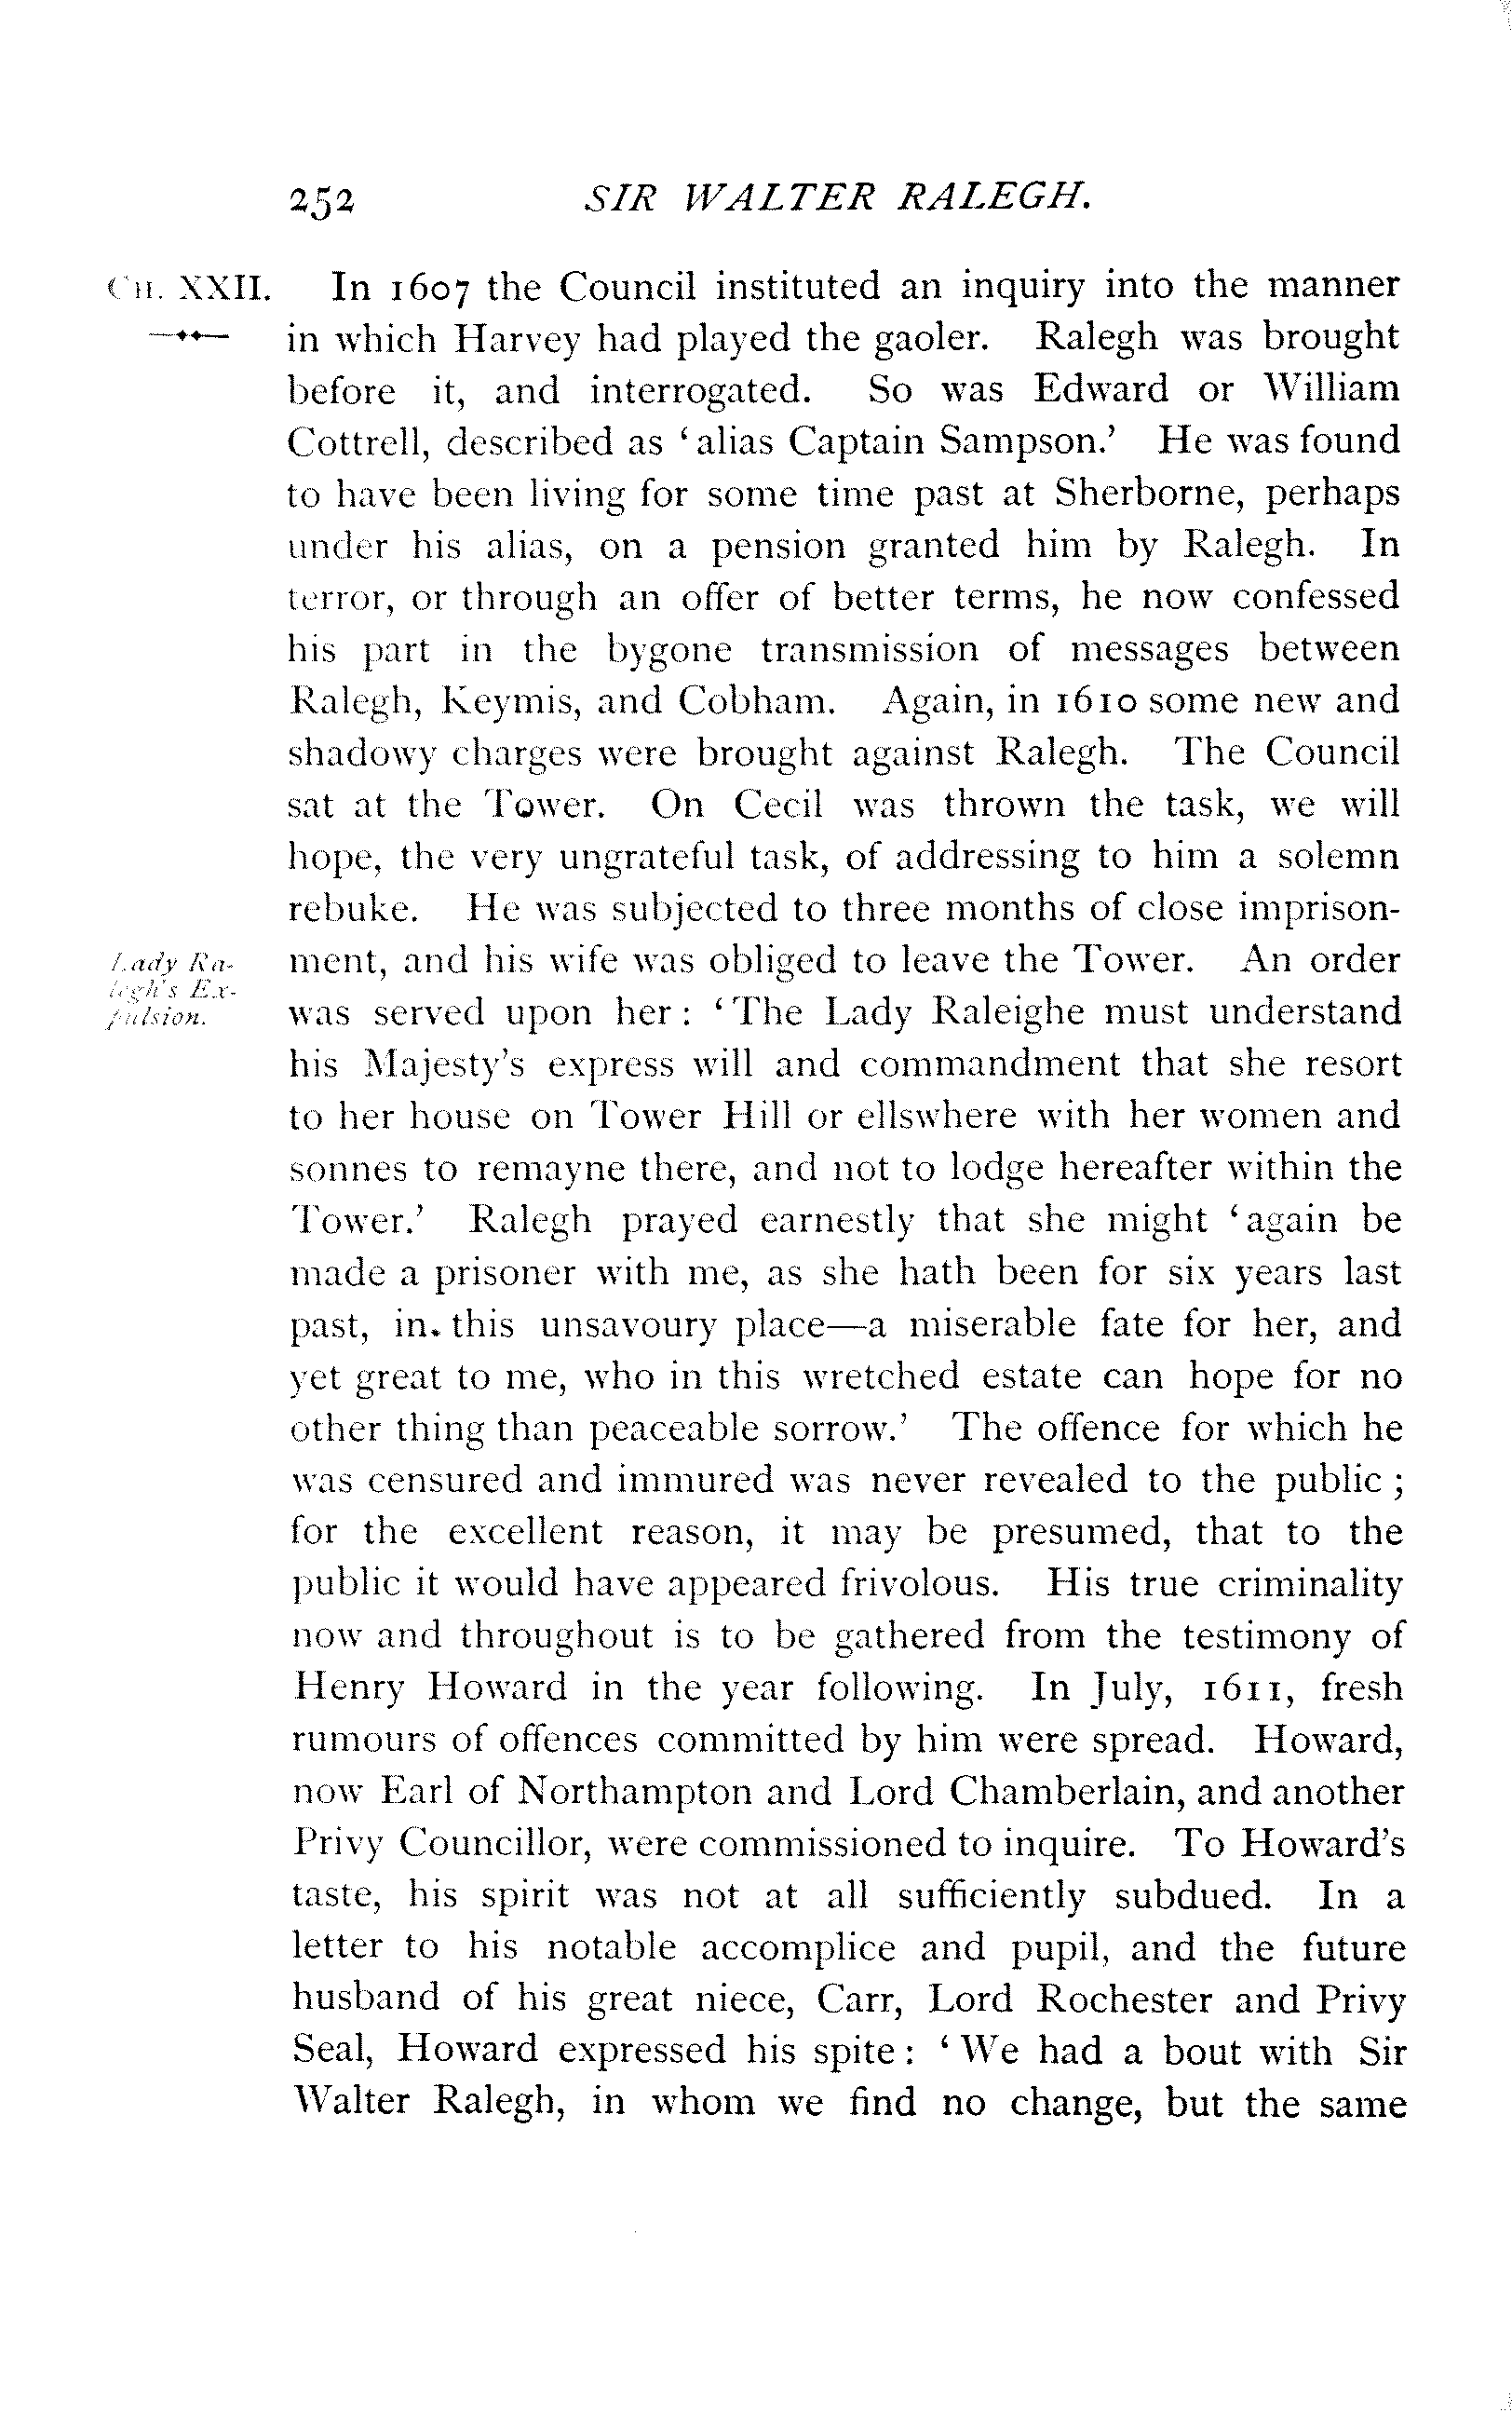 252 SIR WALTER RALEGH.
CH. XXII.
In 1607 the Council instituted an inquiry into the manner
in which Harvey had played the gaoler. Ralegh was brought
before it, and interrogated. So was Edward or William
Cottrell, described as ‘alias Captain Sampson.’ He was found
to have been living for some time past at Sherborne, perhaps
under his alias, on a pension granted him by Ralegh. In
terror, or through an offer of better terms, he now confessed
his part in the bygone transmission of messages between
Ralegh, Keymis, and Cobham. Again, in 1610 some new and
shadowy charges were brought against Ralegh. The Council
sat at the Tower. On Cecil was thrown the task, we will
hope, the very ungrateful task, of addressing to him a solemn
rebuke. He was subjected to three months of close imprison-
Lady Ra-
legh's Ex-
pulsion.
ment, and his wife was obliged to leave the Tower. An order
was served upon her: ‘The Lady Raleighe must understand
his Majesty's express will and commandment that she resort
to her house on Tower Hill or ellswhere with her women and
sonnes to remayne there, and not to lodge hereafter within the
Tower.’ Ralegh prayed earnestly that she might ‘again be
made a prisoner with me, as she hath been for six years last
past, in. this unsavoury place—a miserable fate for her, and
yet great to me, who in this wretched estate can hope for no
other thing than peaceable sorrow.’ The offence for which he
was censured and immured was never revealed to the public;
for the excellent reason, it may be presumed, that to the
public it would have appeared frivolous. His true criminality
now and throughout is to be gathered from the testimony of
Henry Howard in the year following. In July, 1611, fresh
rumours of offences committed by him were spread. Howard,
now Earl of Northampton and Lord Chamberlain, and another
Privy Councillor, were commissioned to inquire. To Howard's
taste, his spirit was not at all sufficiently subdued. In a
letter to his notable accomplice and pupil, and the future
husband of his great niece, Carr, Lord Rochester and Privy
Seal, Howard expressed his spite: ‘We had a bout with Sir
Walter Ralegh, in whom we find no change, but the same